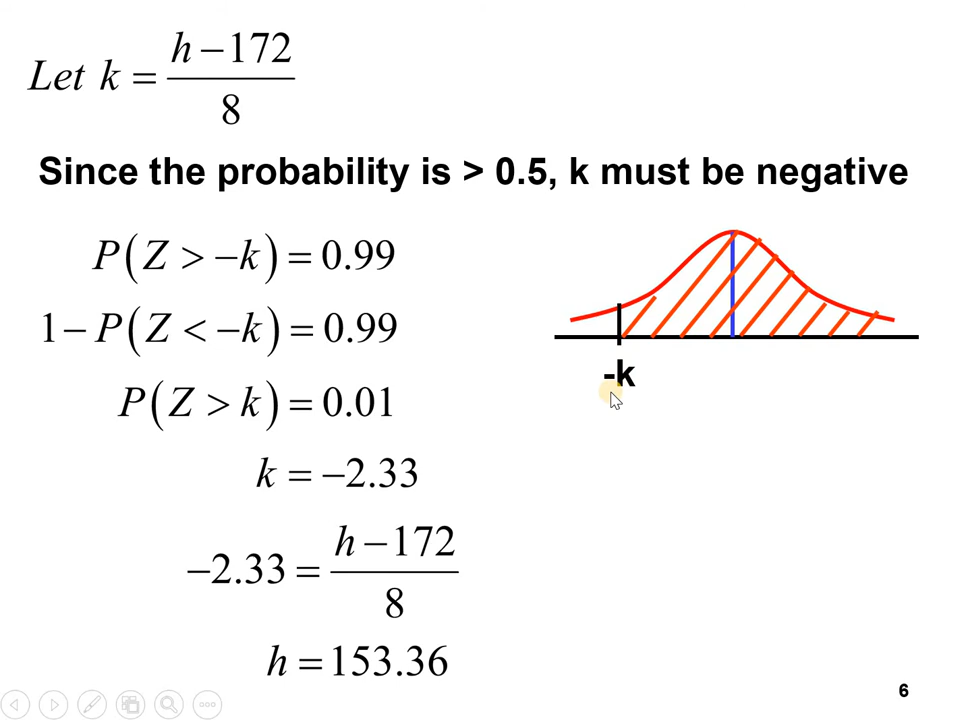 Let k = (h − 172)/8
Since the probability is > 0.5, k must be negative
P(Z > −k) = 0.99
1 − P(Z < −k) = 0.99
P(Z > k) = 0.01
k = −2.33
−2.33 = (h − 172)/8
h = 153.36
-k
6